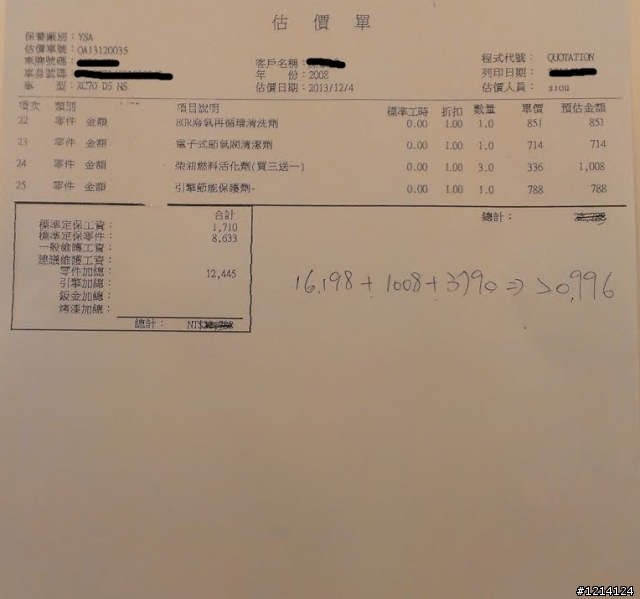 估價單
保養廠別：YSA
估價單號：QA13120035
車牌號碼：
車身號碼：
車　型：XC70 D5 NS
客戶名稱：
年　份：2008
估價日期：2013/12/4
程式代號：QUOTATION
列印日期：
估價人員：siou
項次 類別 項目說明 標準工時 折扣 數量 單價 預估金額
22 零件 金額 EGR廢氣再循環清洗劑 0.00 1.00 1.0 851 851
23 零件 金額 電子式節氣閥清潔劑 0.00 1.00 1.0 714 714
24 零件 金額 柴油燃料活化劑(買三送一) 0.00 1.00 3.0 336 1,008
25 零件 金額 引擎節能保護劑- 0.00 1.00 1.0 788 788
總計：
合計
標準定保工資：1,710
標準定保零件：8,633
一般維護工資：
建議維護工資：
零件加總：12,445
引擎加總：
鈑金加總：
烤漆加總：
總計：NT$
16,198 + 1008 + 3790 ⇒ 20,996
#1214124